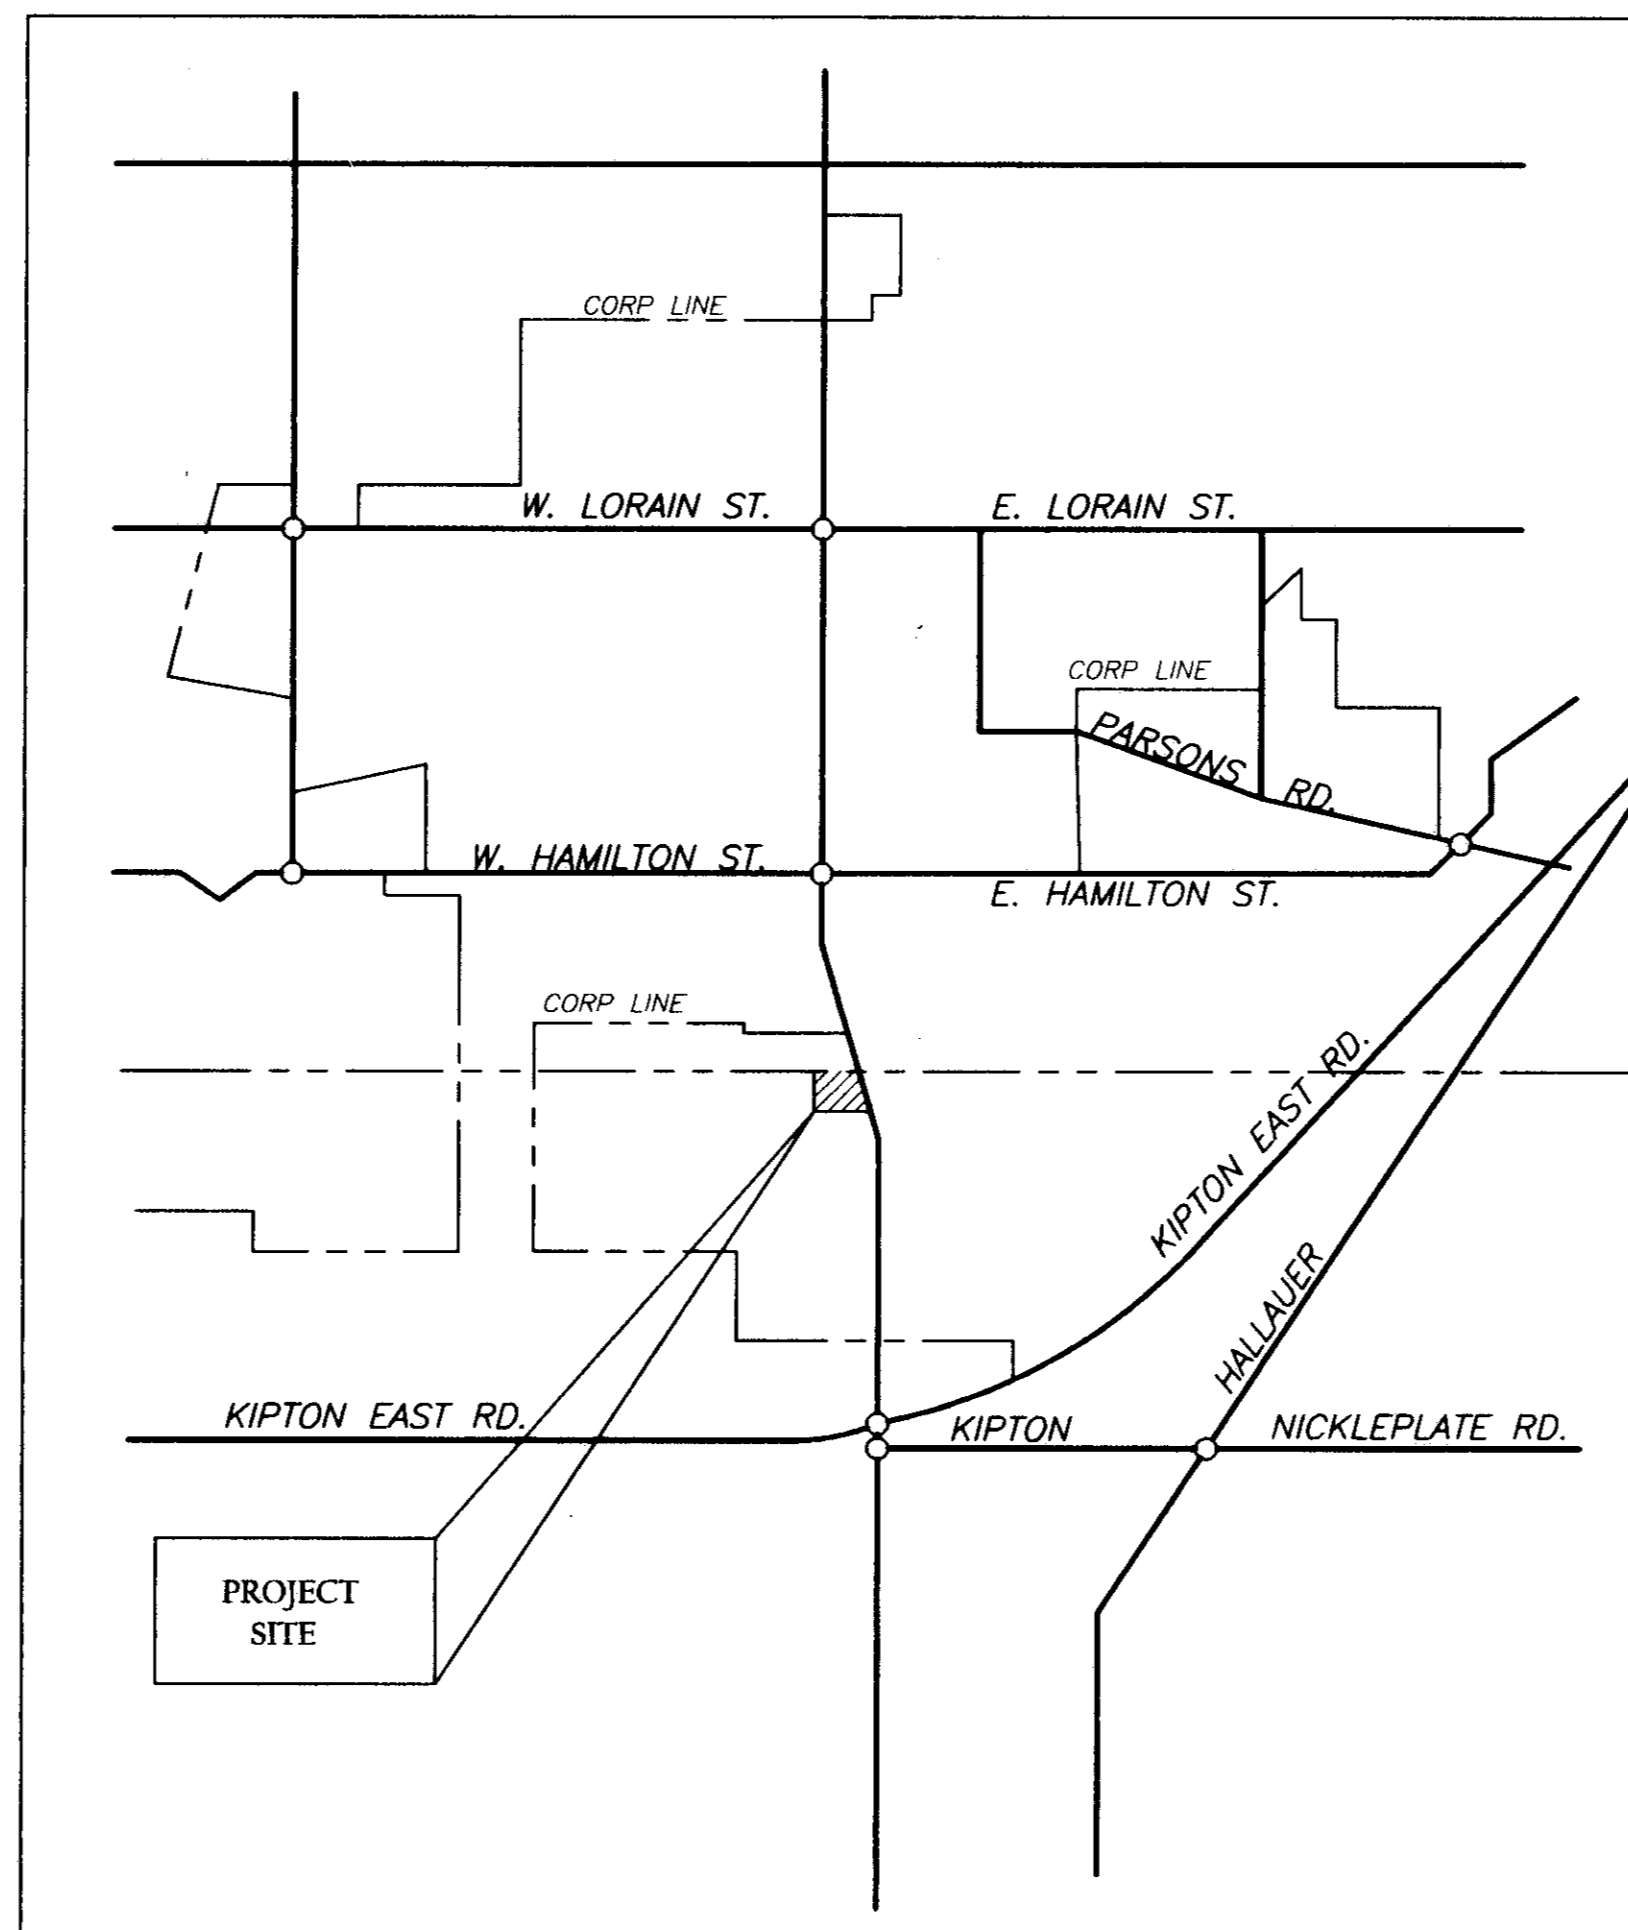 CORP LINE
W. LORAIN ST.
E. LORAIN ST.
CORP LINE
PARSONS RD.
W. HAMILTON ST.
E. HAMILTON ST.
CORP LINE
KIPTON EAST RD.
HALLAUER
KIPTON EAST RD.
KIPTON NICKLEPLATE RD.
PROJECT
SITE